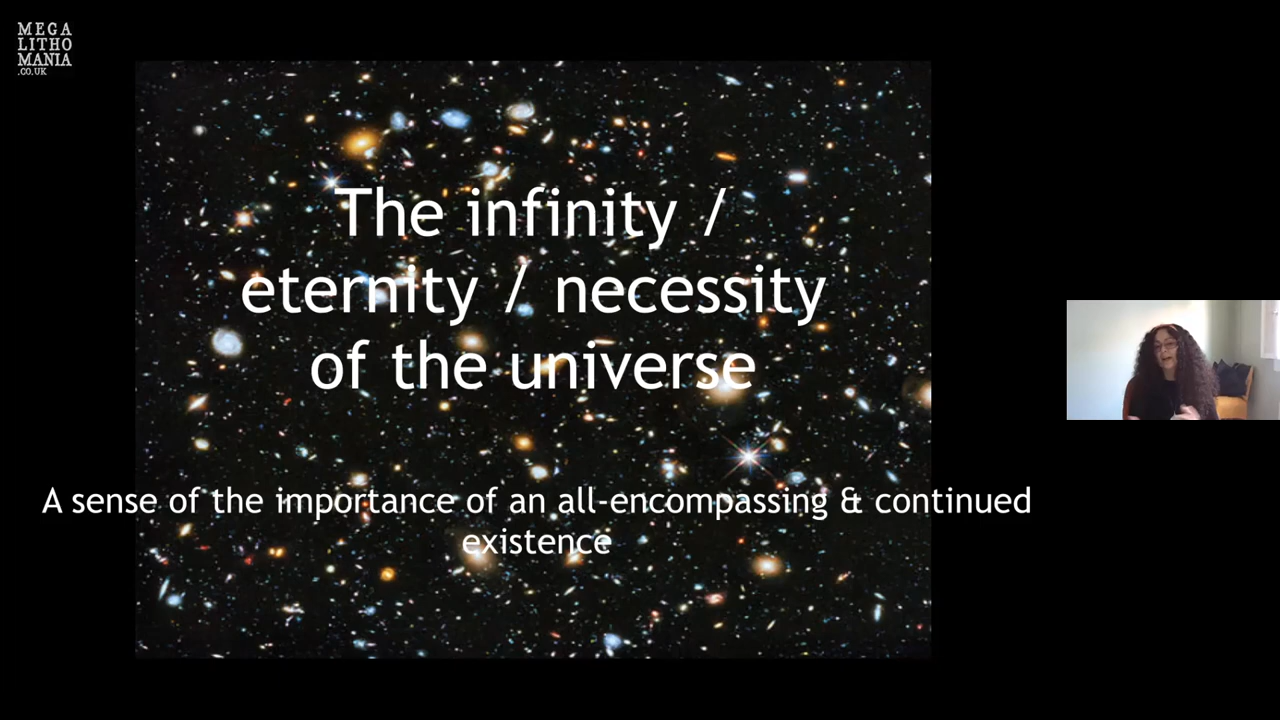 MEGA
LITHO
MANIA
.CO.UK
The infinity /
eternity / necessity
of the universe
A sense of the importance of an all-encompassing & continued
existence